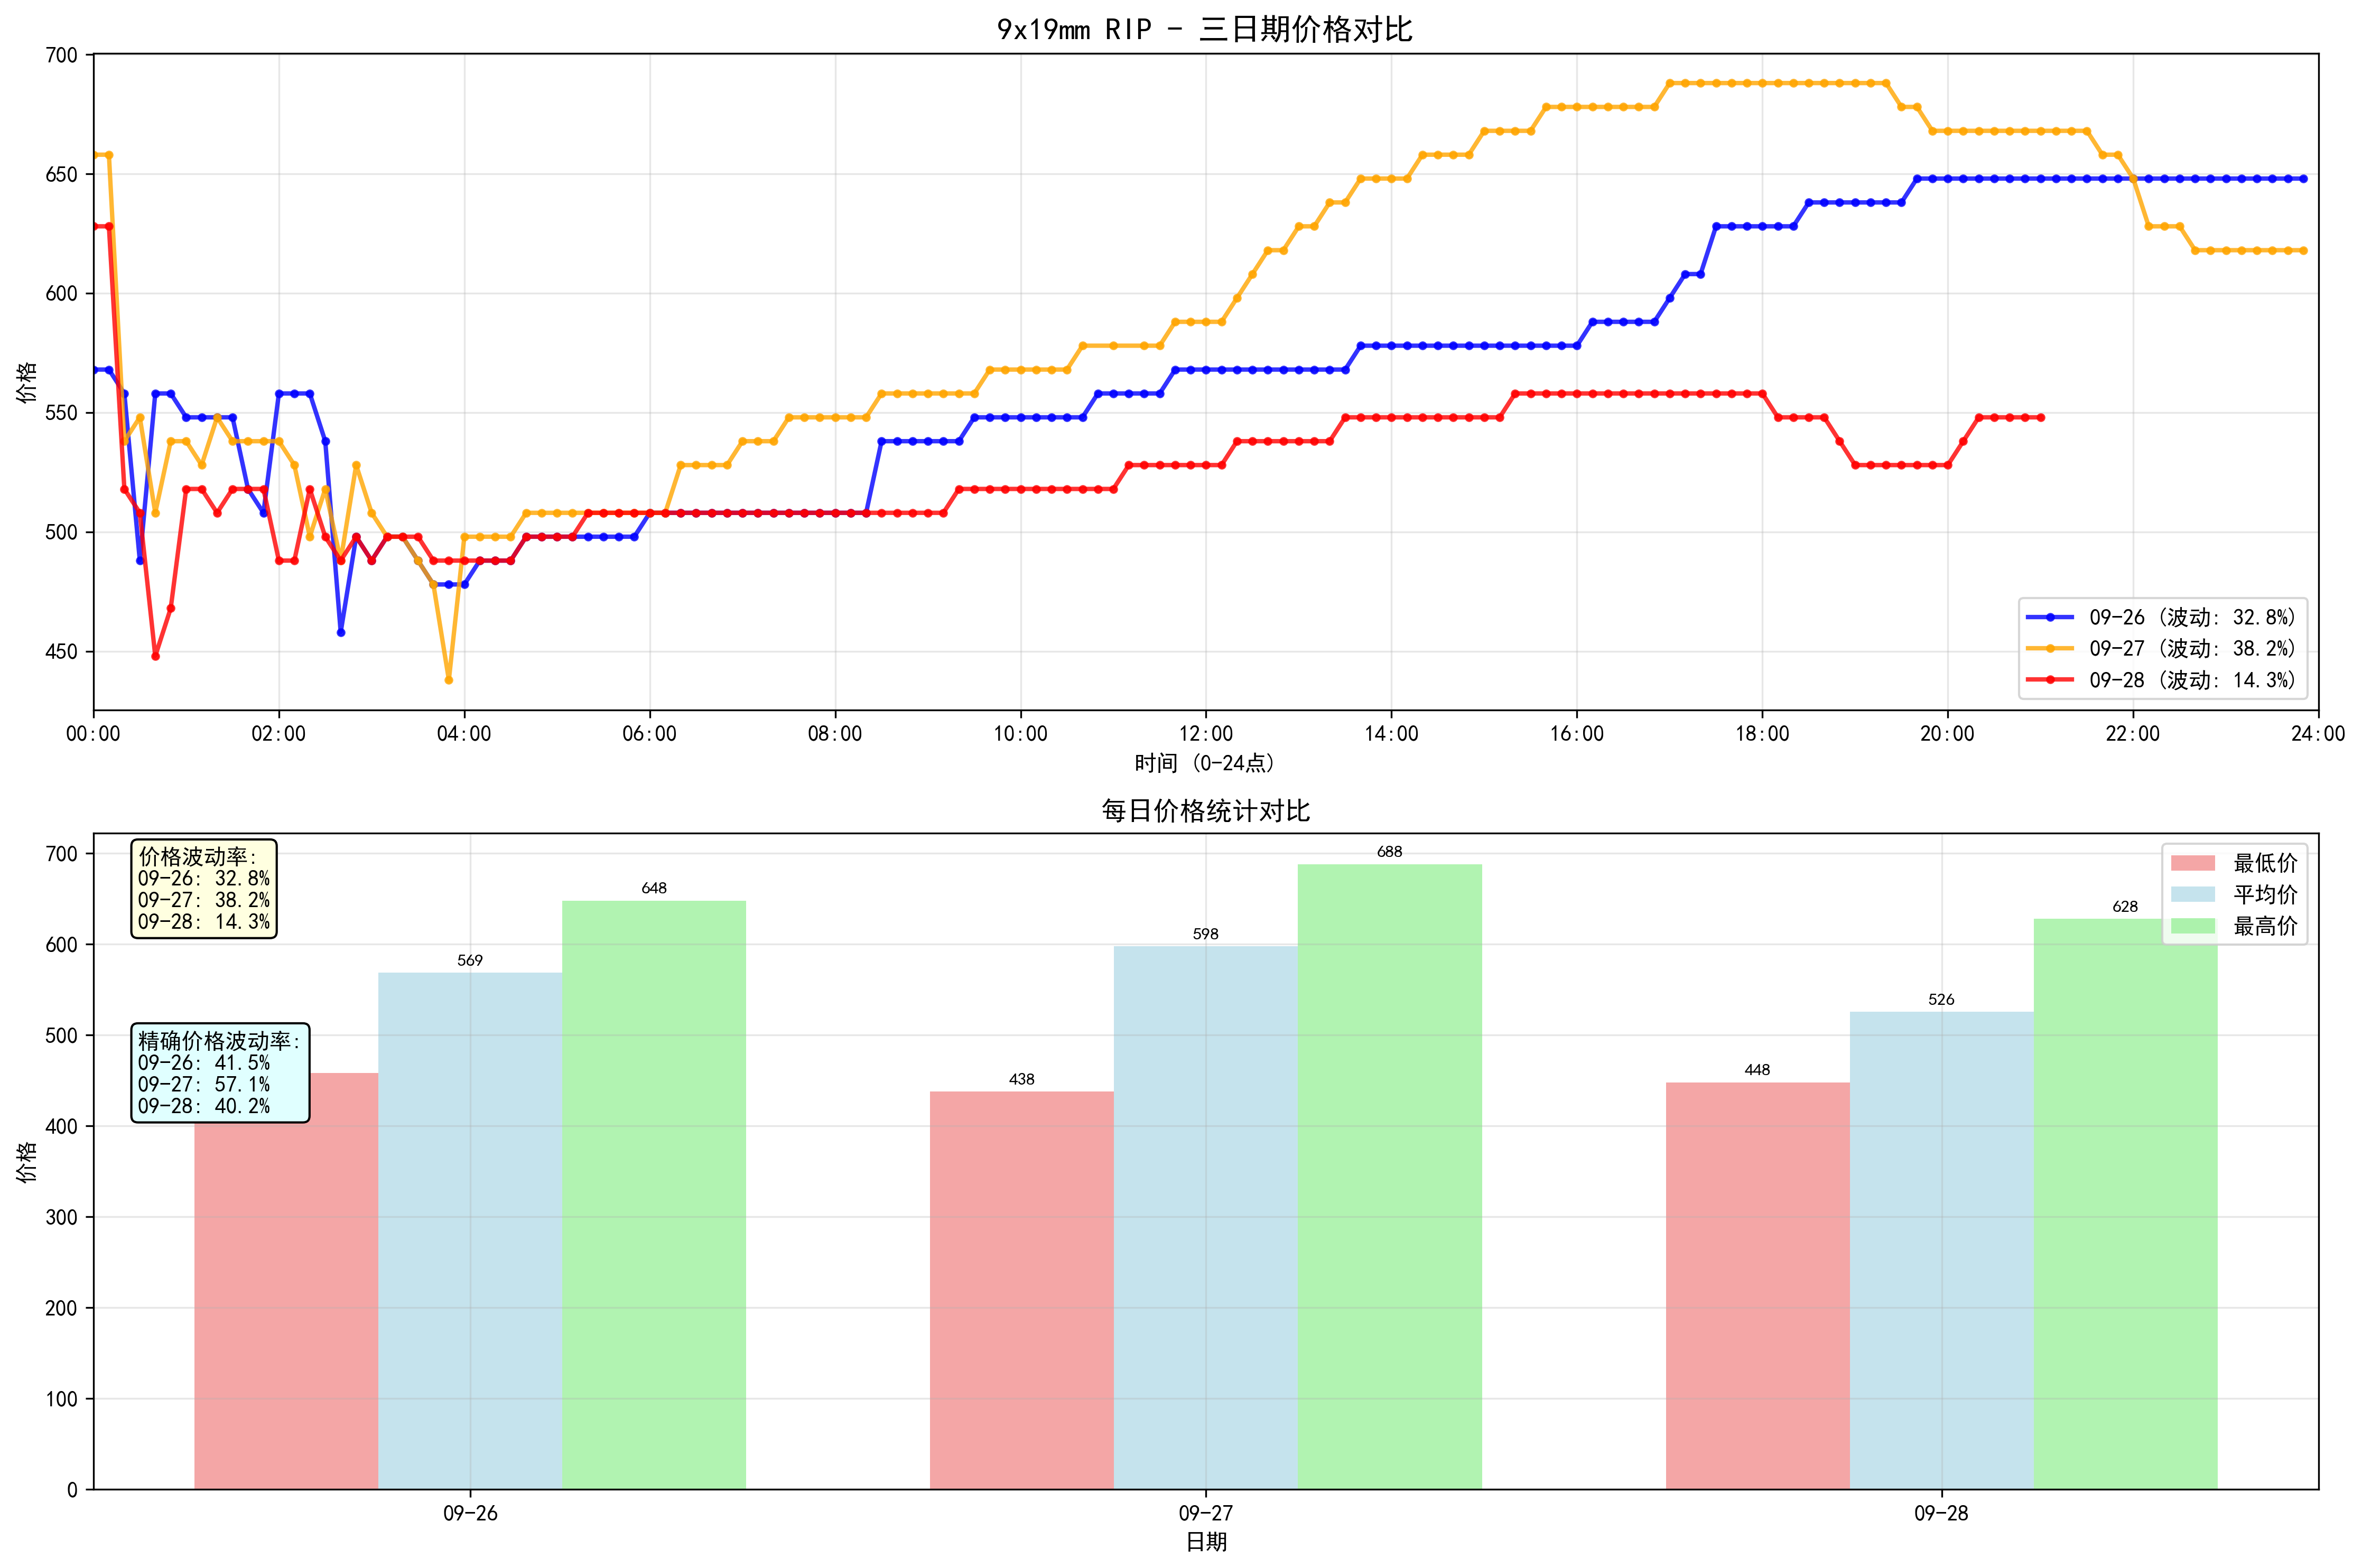 9x19mm RIP - 三日期价格对比
价格
700
650
600
550
500
450
09-26 (波动: 32.8%)
09-27 (波动: 38.2%)
09-28 (波动: 14.3%)
00:00 02:00 04:00 06:00 08:00 10:00 12:00 14:00 16:00 18:00 20:00 22:00 24:00
时间 (0-24点)
每日价格统计对比
价格
700
600
500
400
300
200
100
0
价格波动率:
09-26: 32.8%
09-27: 38.2%
09-28: 14.3%
精确价格波动率:
09-26: 41.5%
09-27: 57.1%
09-28: 40.2%
569
648
438
598
688
448
526
628
最低价
平均价
最高价
09-26 09-27 09-28
日期